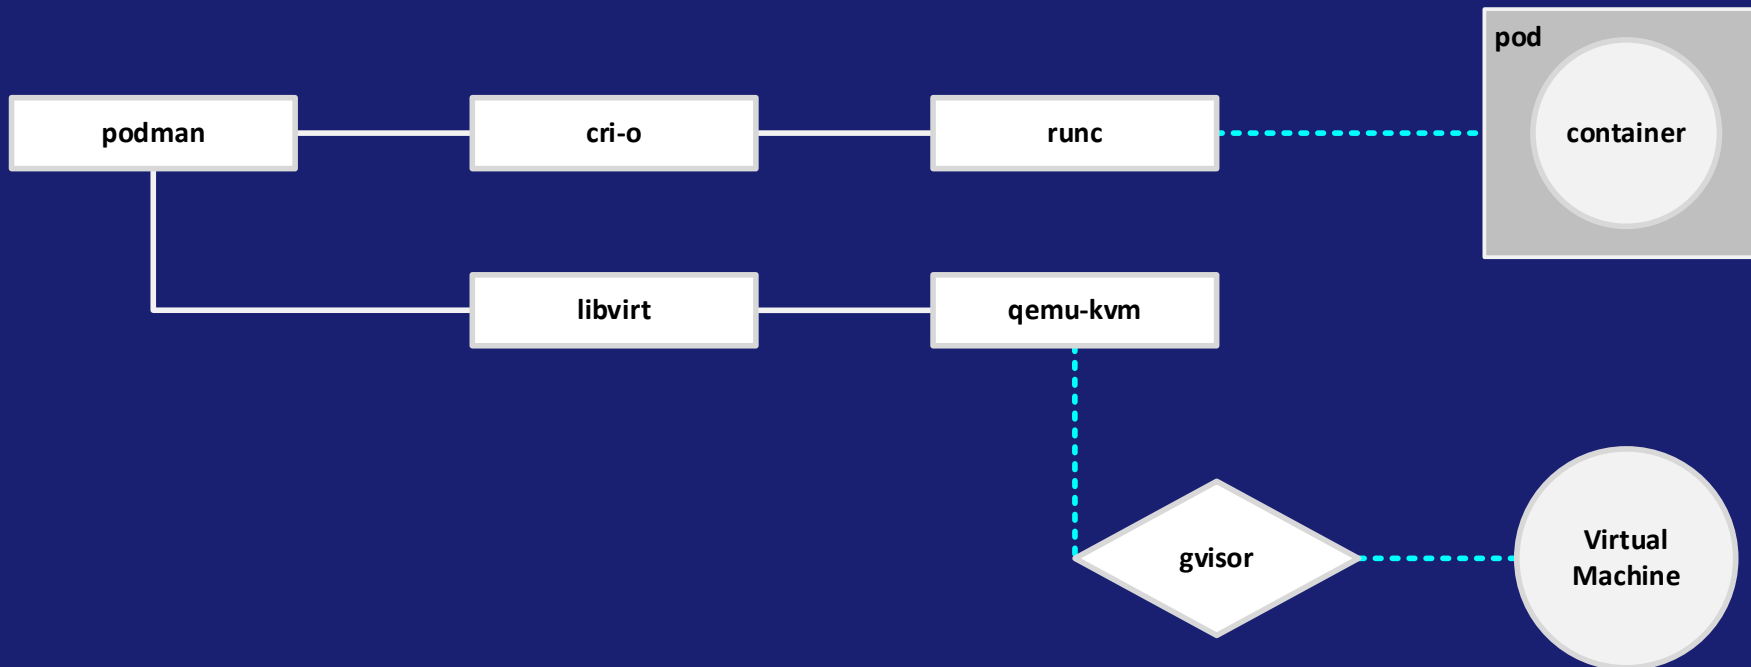 pod
podman
cri-o
runc
container
libvirt
qemu-kvm
gvisor
Virtual
Machine